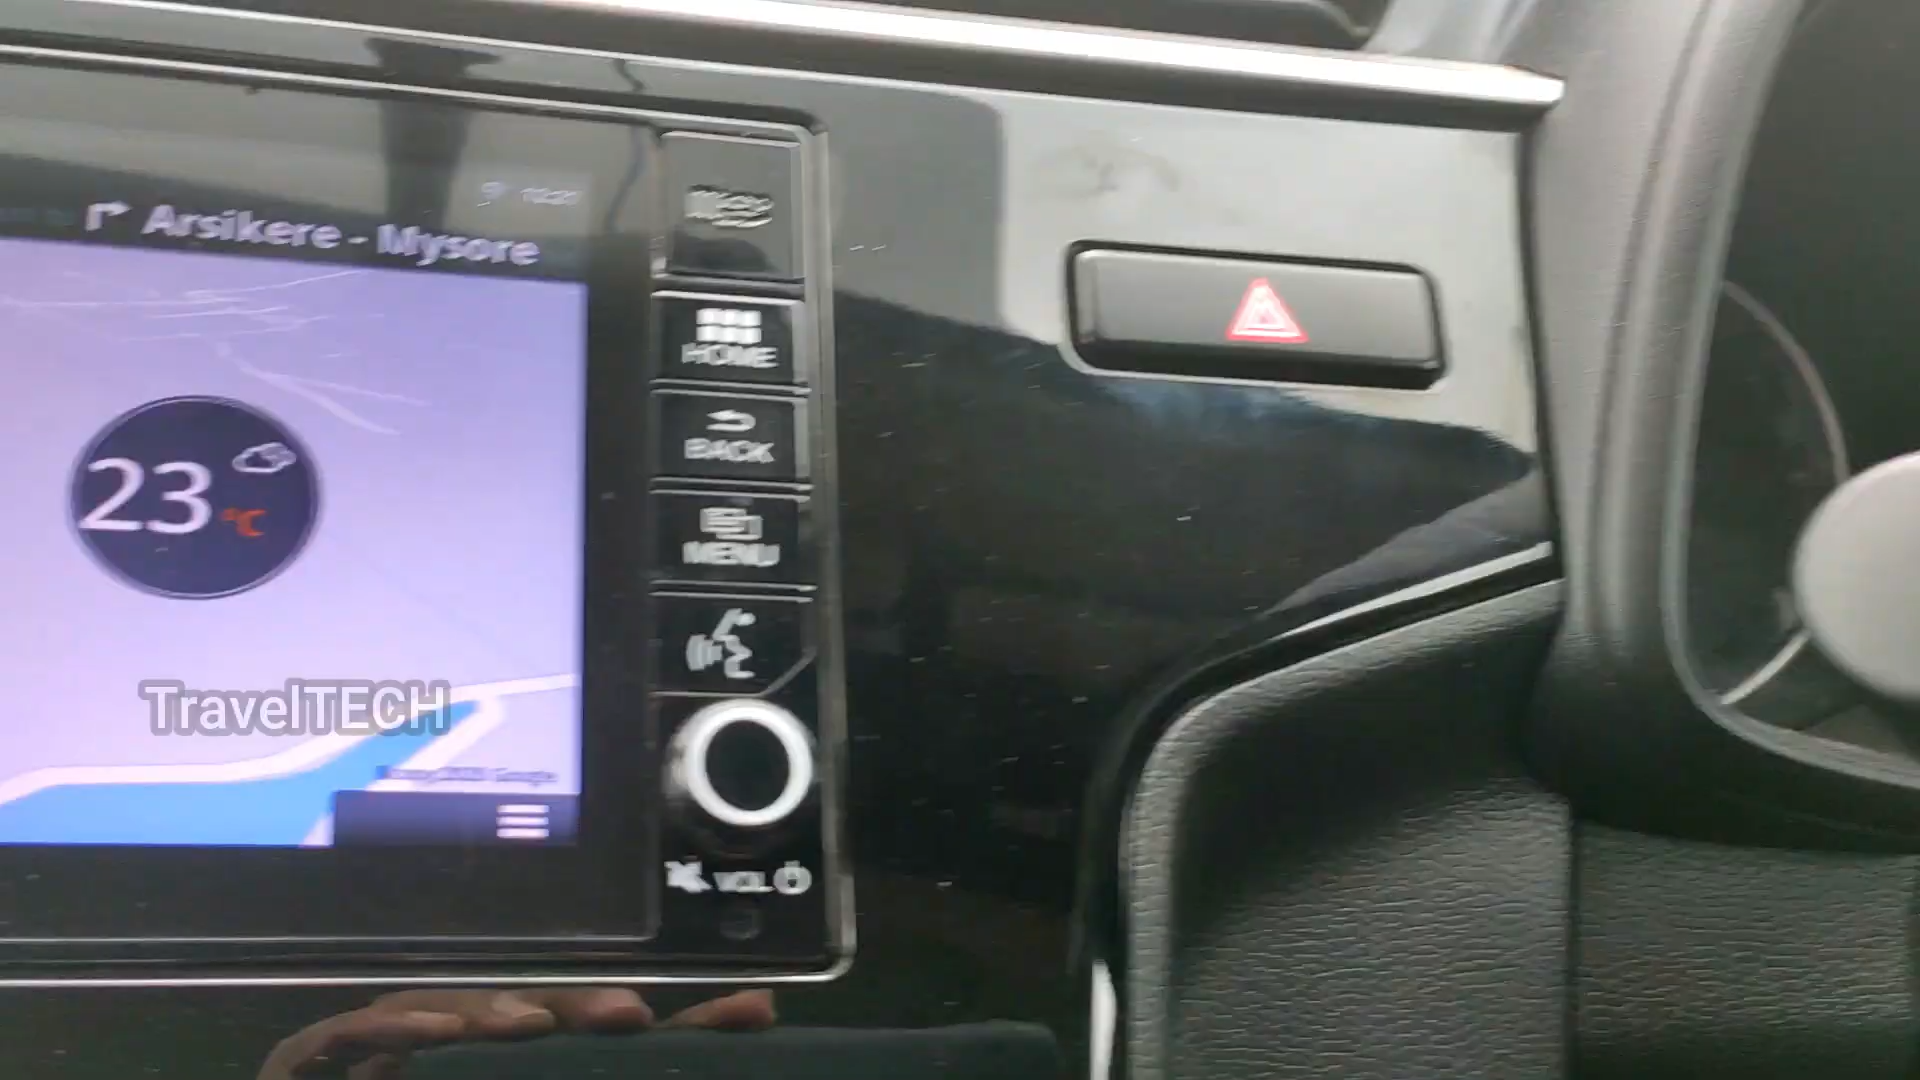 Arsikere - Mysore
HOME
BACK
23 °C
MENU
TravelTECH
VOL